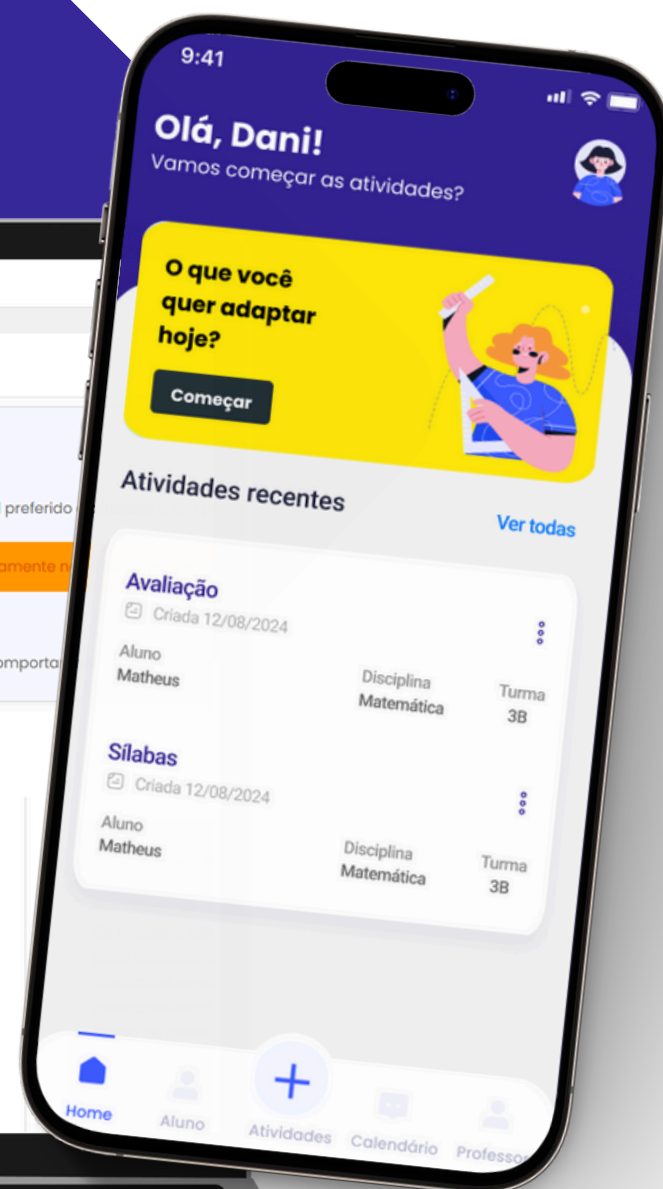 9:41
Olá, Dani!
Vamos começar as atividades?
O que você
quer adaptar
hoje?
Começar
Atividades recentes
Ver todas
Avaliação
Criada 12/08/2024
Aluno
Disciplina
Turma
Matheus
Matemática
3B
Sílabas
Criada 12/08/2024
Aluno
Disciplina
Turma
Matheus
Matemática
3B
Home
Aluno
Atividades
Calendário
Professor
preferido
amente n
omporta